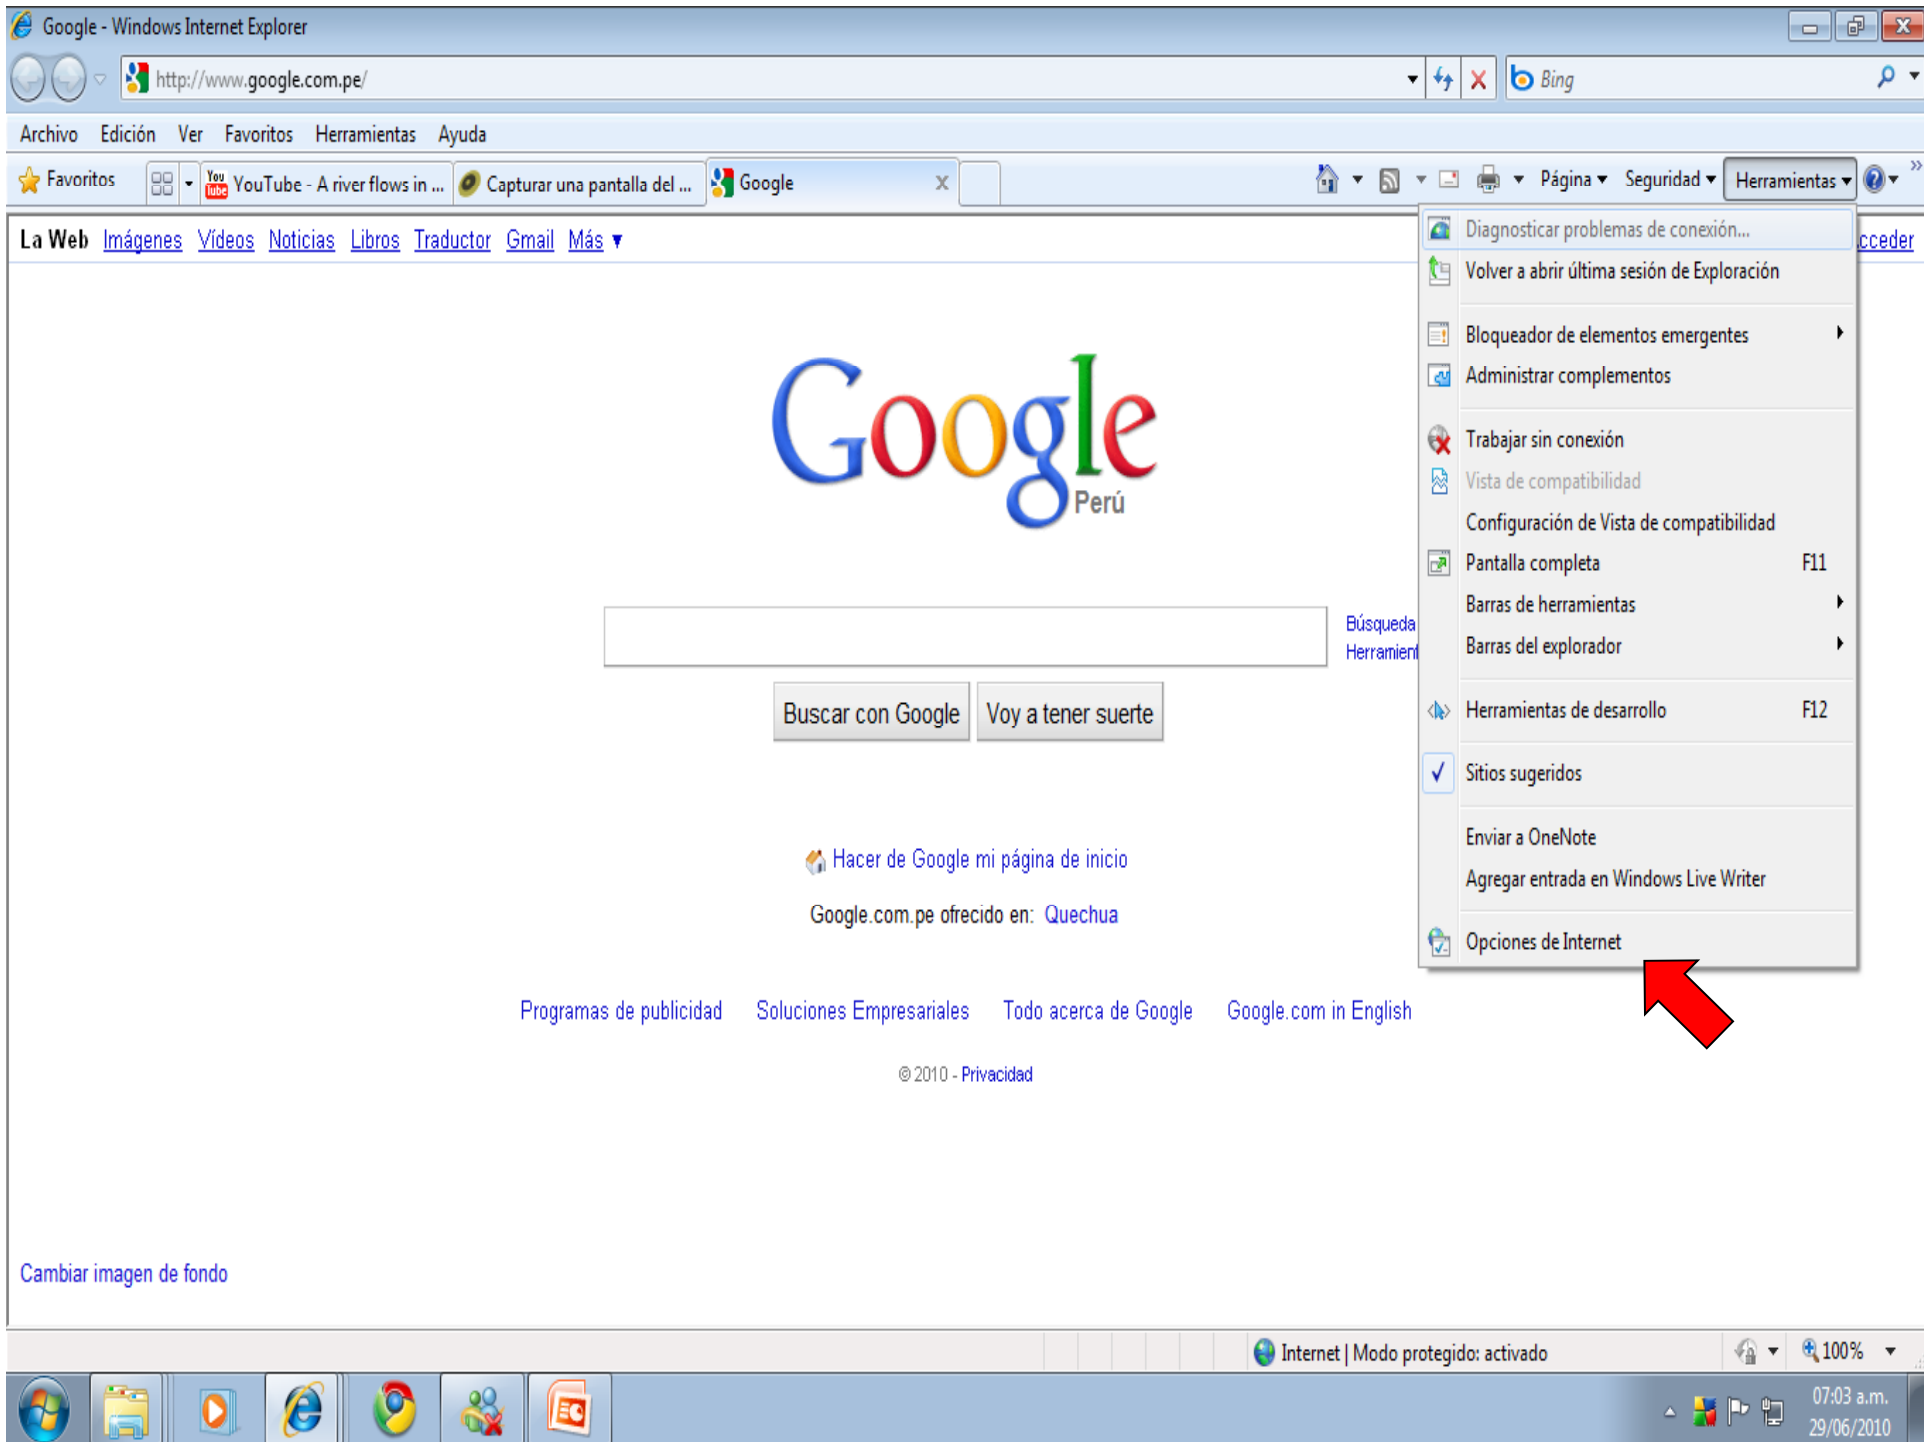 Google - Windows Internet Explorer
http://www.google.com.pe/
Bing
Archivo Edición Ver Favoritos Herramientas Ayuda
Favoritos
You Tube YouTube - A river flows in ...
Capturar una pantalla del ...
Google
Página Seguridad Herramientas
La Web Imágenes Vídeos Noticias Libros Traductor Gmail Más
cceder
Diagnosticar problemas de conexión...
Volver a abrir última sesión de Exploración
Bloqueador de elementos emergentes
Administrar complementos
Trabajar sin conexión
Vista de compatibilidad
Configuración de Vista de compatibilidad
Pantalla completa F11
Barras de herramientas
Barras del explorador
Herramientas de desarrollo F12
Sitios sugeridos
Enviar a OneNote
Agregar entrada en Windows Live Writer
Opciones de Internet
Google
Perú
Búsqueda
Herramient
Buscar con Google Voy a tener suerte
Hacer de Google mi página de inicio
Google.com.pe ofrecido en: Quechua
Programas de publicidad Soluciones Empresariales Todo acerca de Google Google.com in English
© 2010 - Privacidad
Cambiar imagen de fondo
Internet | Modo protegido: activado
100%
07:03 a.m.
29/06/2010